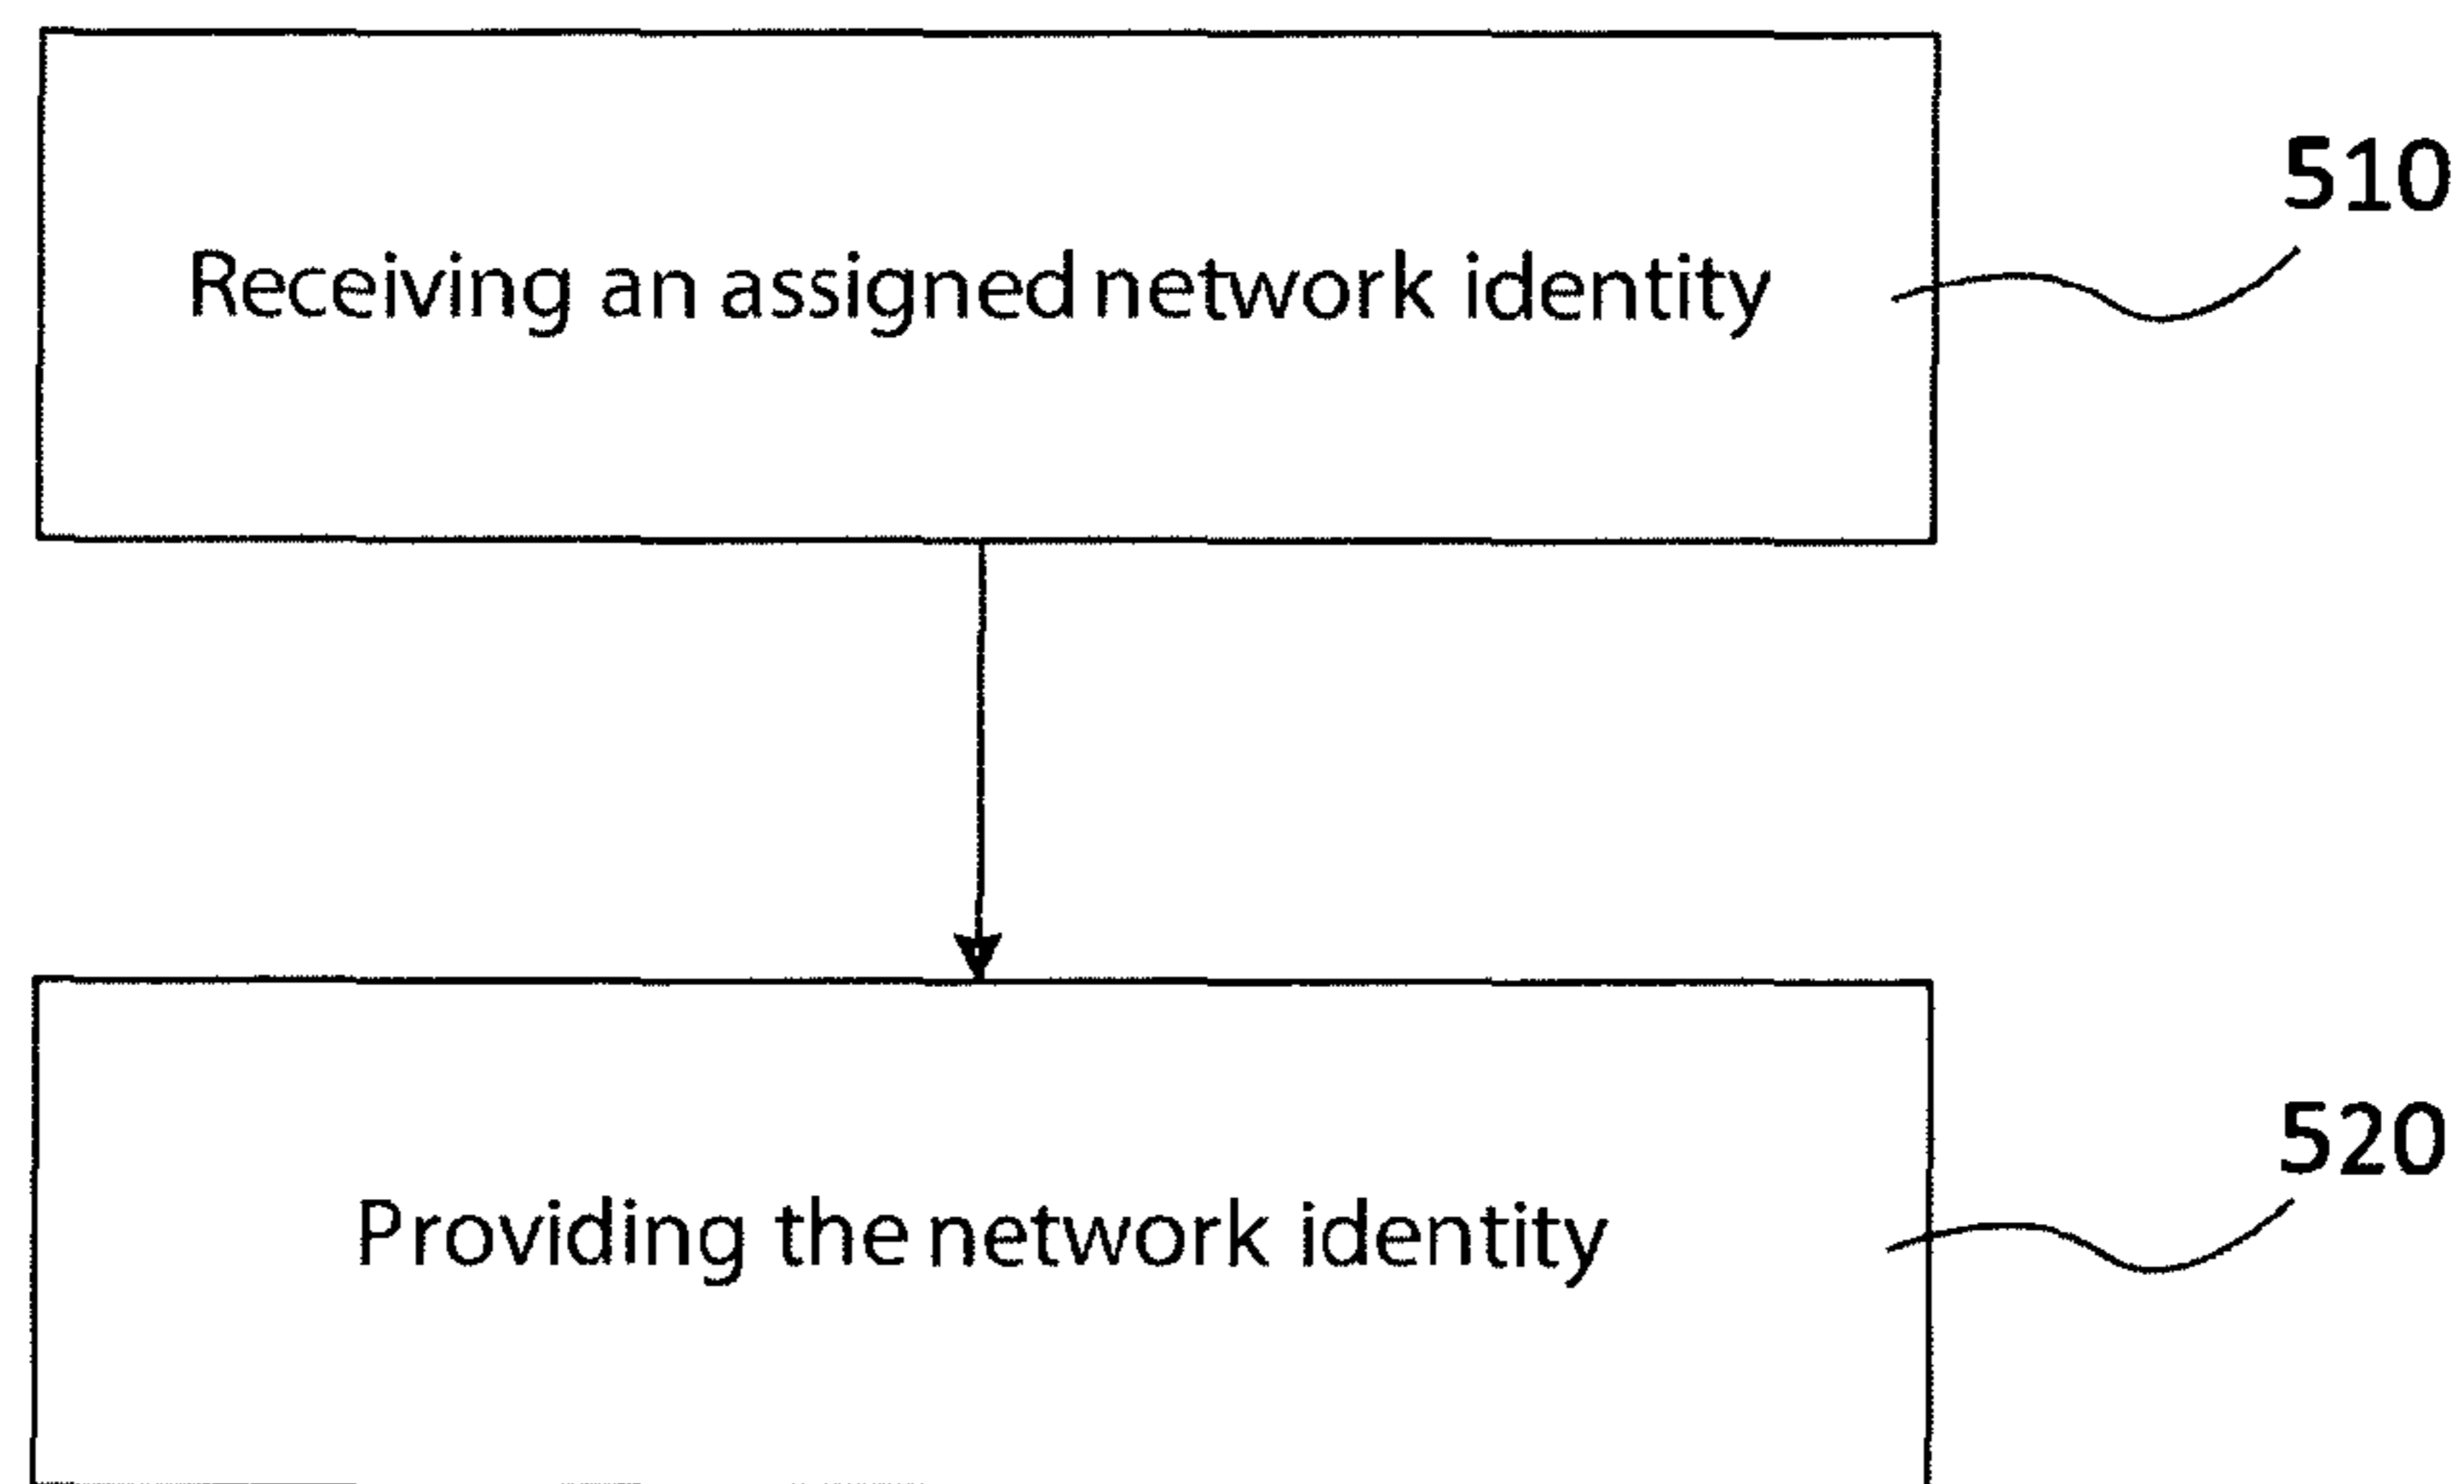 510
Receiving an assigned network identity
520
Providing the network identity